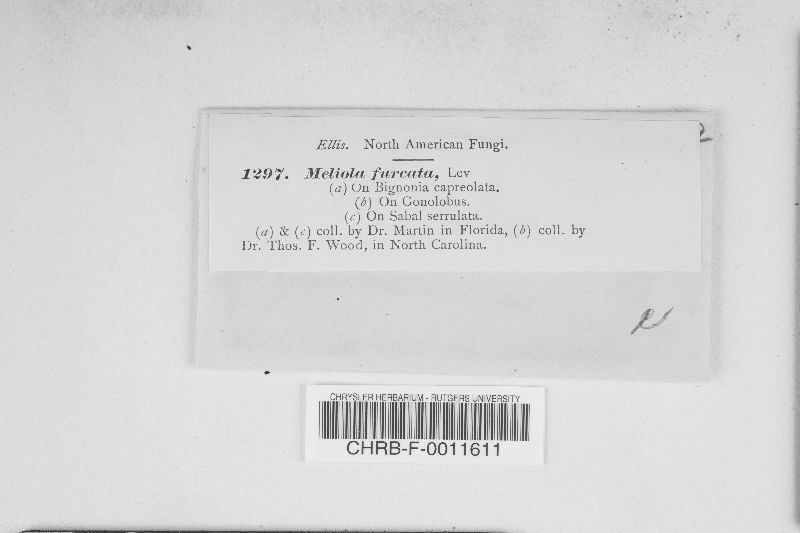 Ellis. North American Fungi.
1297. Meliola furcata, Lev
(a) On Bignonia capreolata.
(b) On Gonolobus.
(c) On Sabal serrulata.
(a) & (c) coll. by Dr. Martin in Florida, (b) coll. by
Dr. Thos. F. Wood, in North Carolina.
c
CHRYSLER HERBARIUM - RUTGERS UNIVERSITY
CHRB-F-0011611